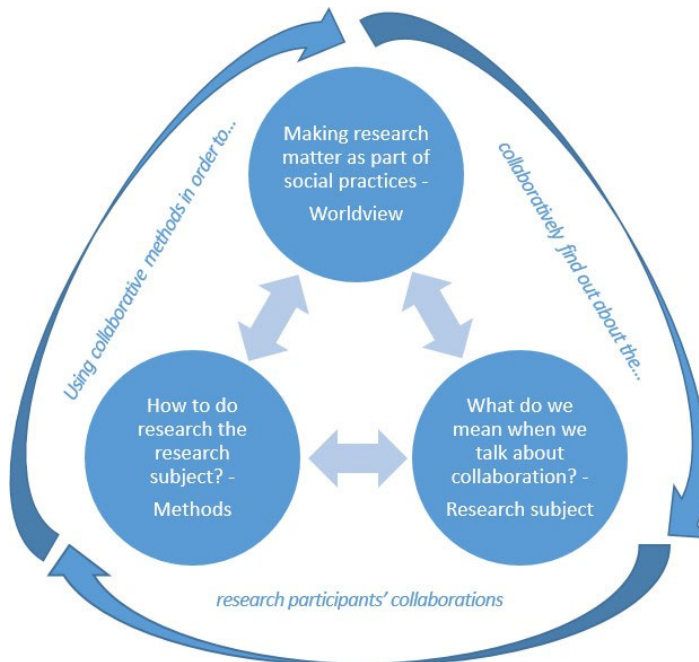 Making research
matter as part of
social practices -
Worldview
Using collaborative methods in order to...
collaboratively find out about the...
How to do
research the
research
subject? -
Methods
What do we
mean when we
talk about
collaboration? -
Research subject
research participants' collaborations